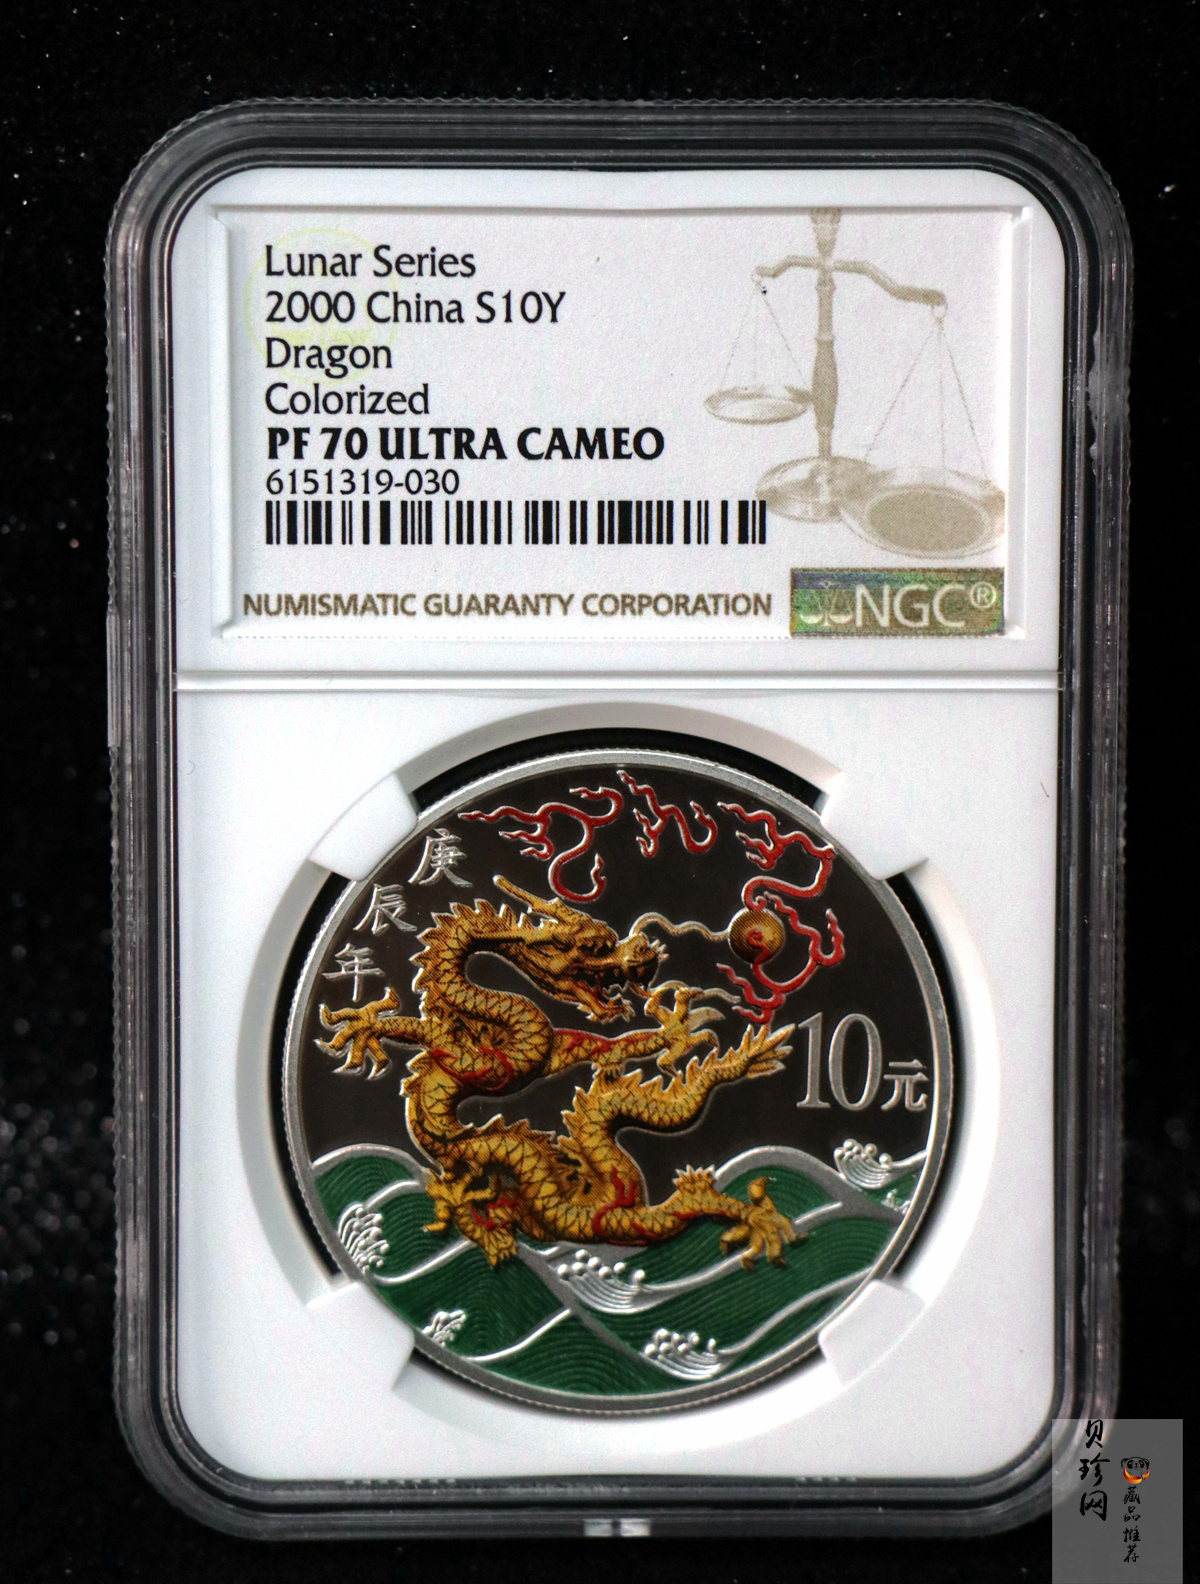 Lunar Series
2000 China S10Y
Dragon
Colorized
PF 70 ULTRA CAMEO
6151319-030
NUMISMATIC GUARANTY CORPORATION
NGC®
庚辰年
10元
贝珍网
藏品推荐